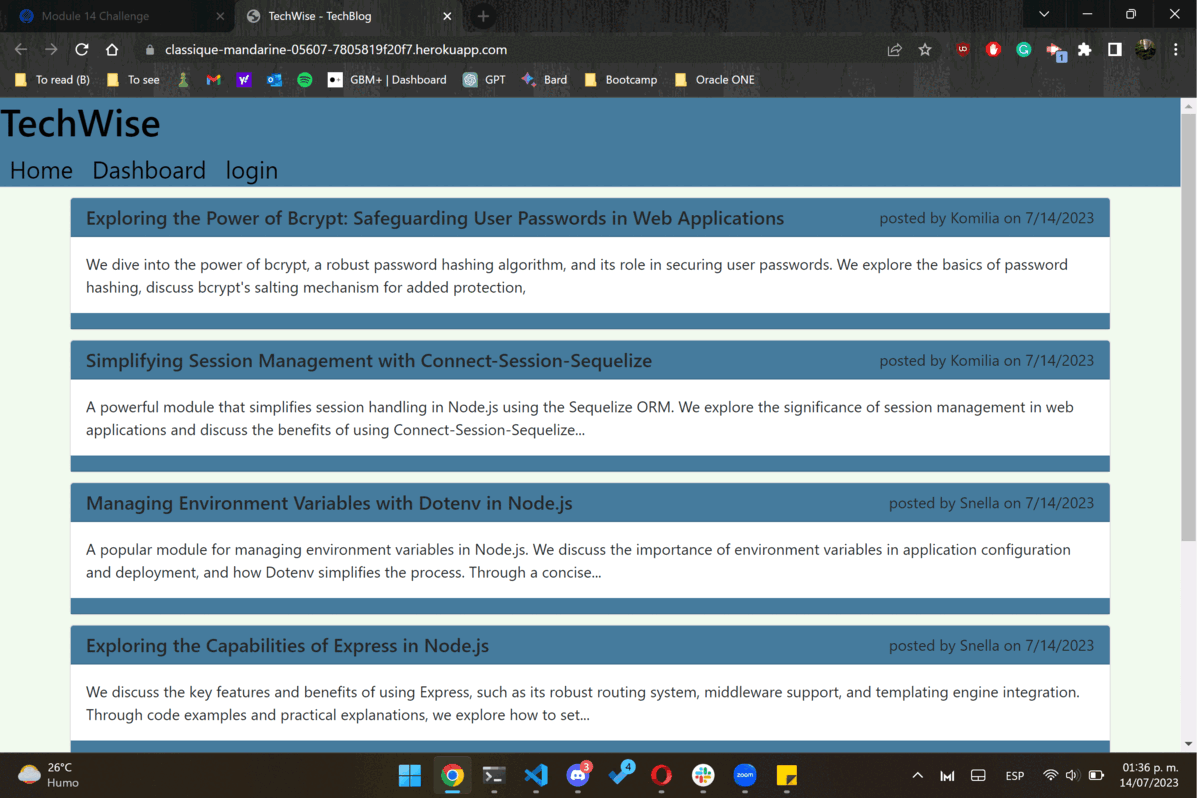 Module 14 Challenge
TechWise - TechBlog
classique-mandarine-05607-7805819f20f7.herokuapp.com
To read (B)
To see
GBM+ | Dashboard
GPT
Bard
Bootcamp
Oracle ONE
TechWise
Home Dashboard login
Exploring the Power of Bcrypt: Safeguarding User Passwords in Web Applications
posted by Komilia on 7/14/2023
We dive into the power of bcrypt, a robust password hashing algorithm, and its role in securing user passwords. We explore the basics of password
hashing, discuss bcrypt's salting mechanism for added protection,
Simplifying Session Management with Connect-Session-Sequelize
posted by Komilia on 7/14/2023
A powerful module that simplifies session handling in Node.js using the Sequelize ORM. We explore the significance of session management in web
applications and discuss the benefits of using Connect-Session-Sequelize...
Managing Environment Variables with Dotenv in Node.js
posted by Snella on 7/14/2023
A popular module for managing environment variables in Node.js. We discuss the importance of environment variables in application configuration
and deployment, and how Dotenv simplifies the process. Through a concise...
Exploring the Capabilities of Express in Node.js
posted by Snella on 7/14/2023
We discuss the key features and benefits of using Express, such as its robust routing system, middleware support, and templating engine integration.
Through code examples and practical explanations, we explore how to set...
26°C
Humo
3
4
zoom
ESP
01:36 p. m.
14/07/2023